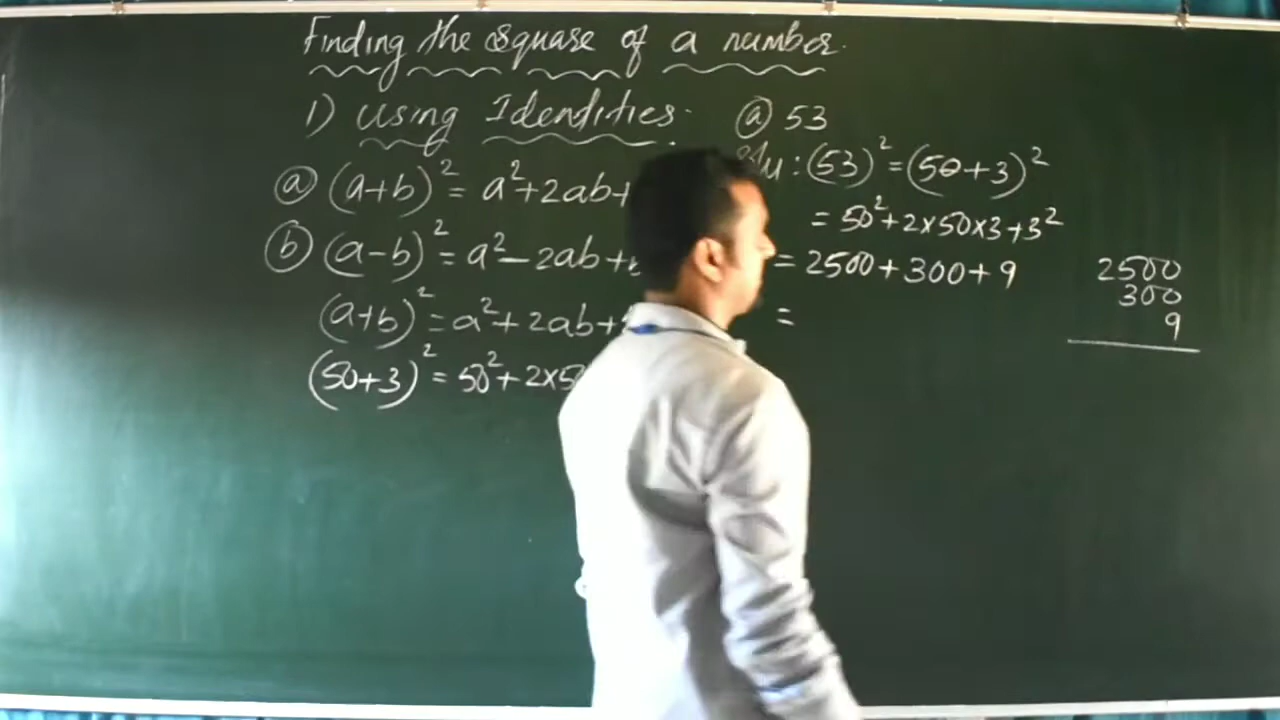 Finding the square of a number.
1) Using Identities.
(a) (a+b)² = a²+2ab+
(b) (a-b)² = a²-2ab+
(a+b)² = a²+2ab+
(50+3)² = 50²+2×5
(a) 53
: (53)² = (50+3)²
= 50²+2×50×3+3²
= 2500+300+9
=
2500
300
9